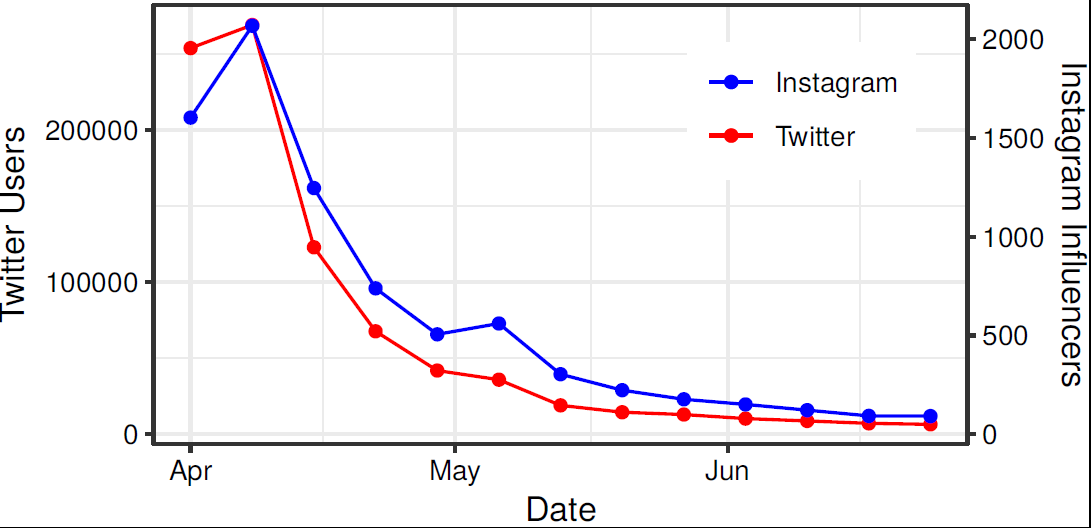 Twitter Users
200000
100000
0
Instagram
Twitter
2000
1500
1000
500
0
Instagram Influencers
Apr
May
Jun
Date